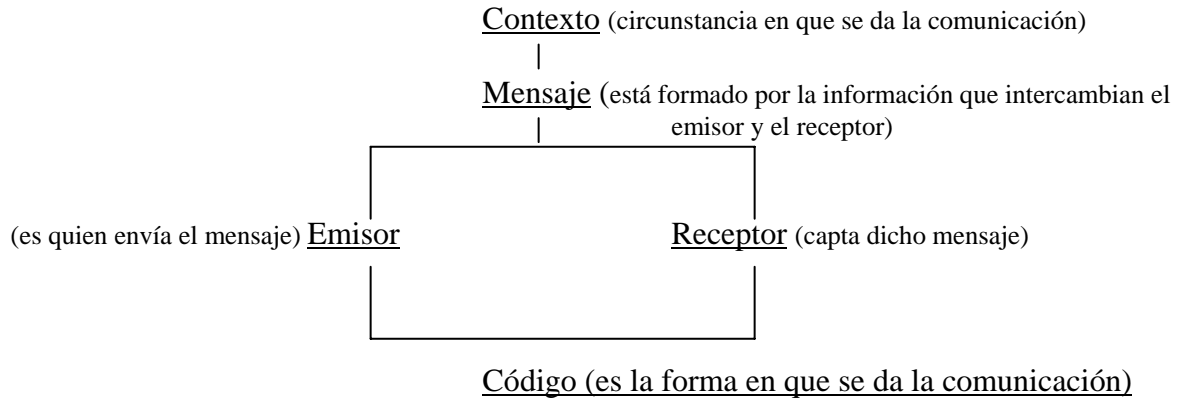 Contexto (circunstancia en que se da la comunicación)
Mensaje (está formado por la información que intercambian el
emisor y el receptor)
(es quien envía el mensaje) Emisor
Receptor (capta dicho mensaje)
Código (es la forma en que se da la comunicación)